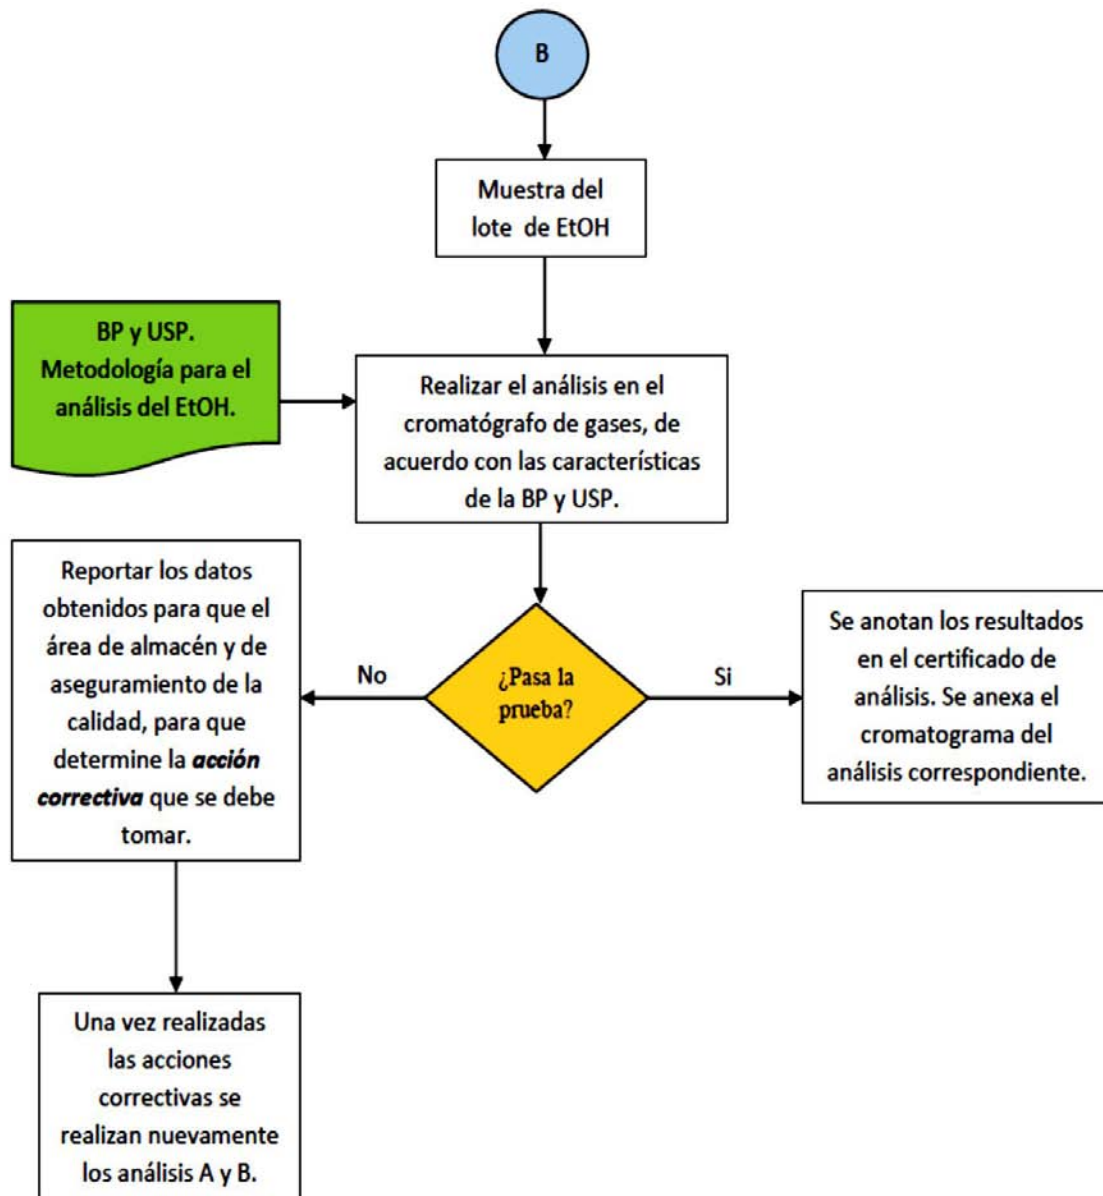 B
Muestra del
lote de EtOH
BP y USP.
Metodología para el
análisis del EtOH.
Realizar el análisis en el
cromatógrafo de gases, de
acuerdo con las características
de la BP y USP.
Reportar los datos
obtenidos para que el
área de almacén y de
aseguramiento de la
calidad, para que
determine la acción
correctiva que se debe
tomar.
No
¿Pasa la
prueba?
Si
Se anotan los resultados
en el certificado de
análisis. Se anexa el
cromatograma del
análisis correspondiente.
Una vez realizadas
las acciones
correctivas se
realizan nuevamente
los análisis A y B.